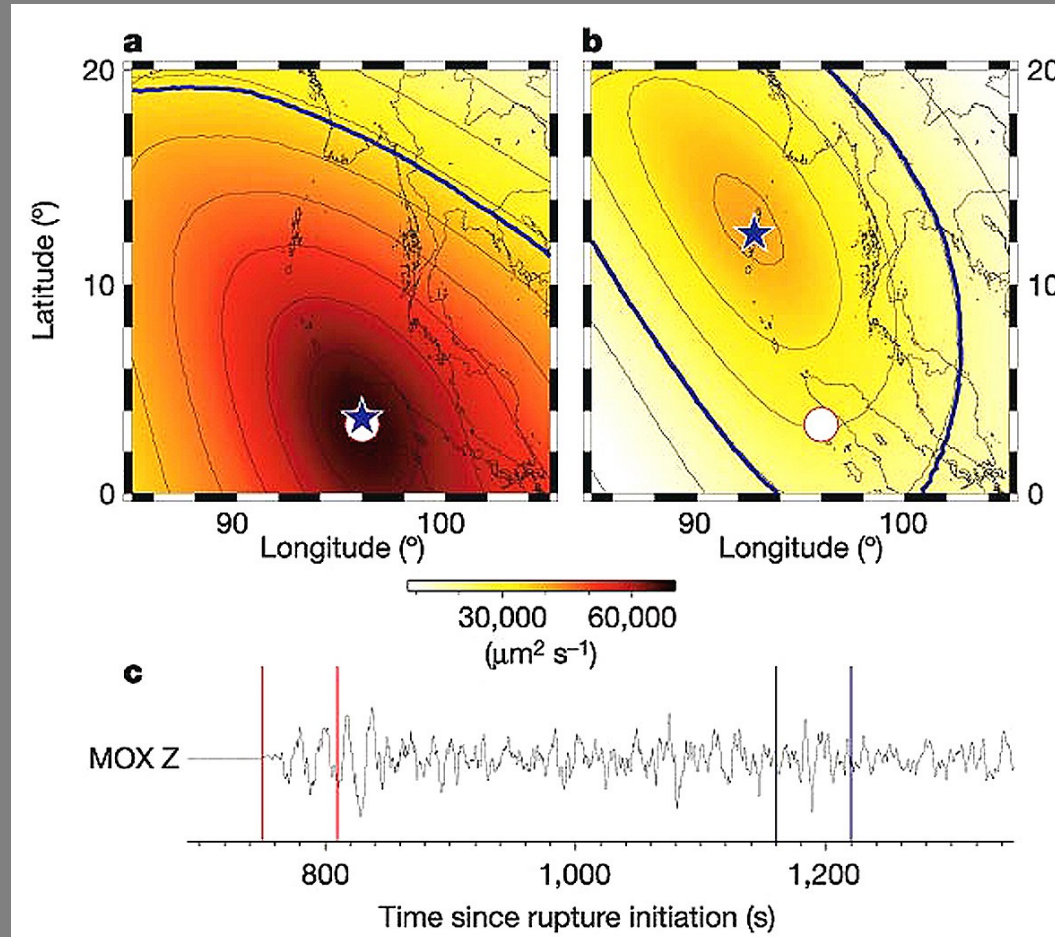 a b
20 20
10 10
0 0
Latitude (°)
90 100 90 100
Longitude (°) Longitude (°)
30,000 60,000
(μm² s⁻¹)
c
MOX Z
800 1,000 1,200
Time since rupture initiation (s)